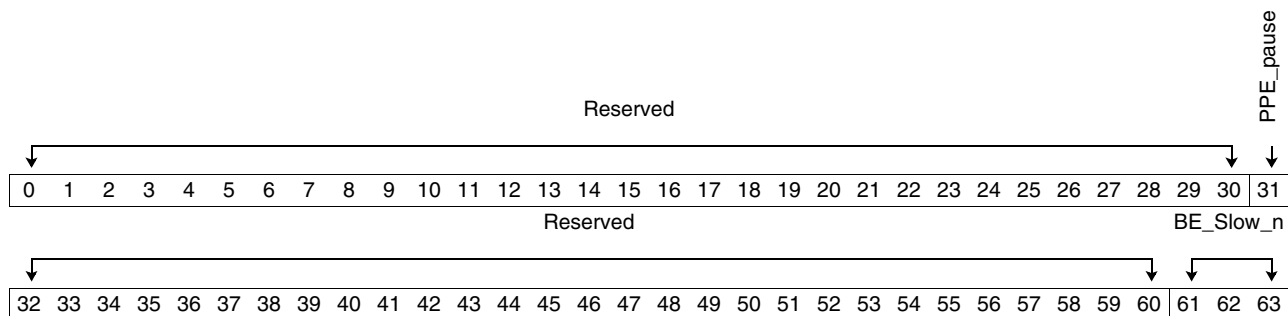 PPE_pause
Reserved
0 1 2 3 4 5 6 7 8 9 10 11 12 13 14 15 16 17 18 19 20 21 22 23 24 25 26 27 28 29 30 31
Reserved BE_Slow_n
32 33 34 35 36 37 38 39 40 41 42 43 44 45 46 47 48 49 50 51 52 53 54 55 56 57 58 59 60 61 62 63